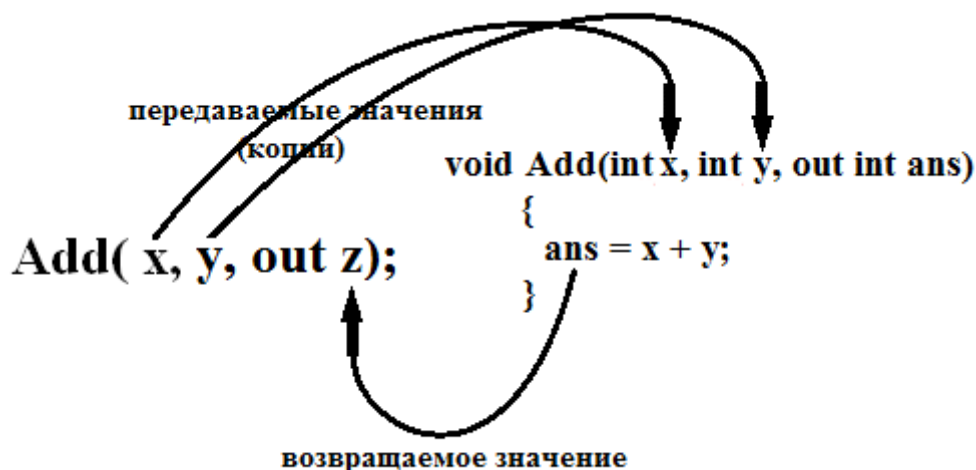 передаваемые значения
(копии)
Add( x, y, out z);
void Add(int x, int y, out int ans)
{
ans = x + y;
}
возвращаемое значение